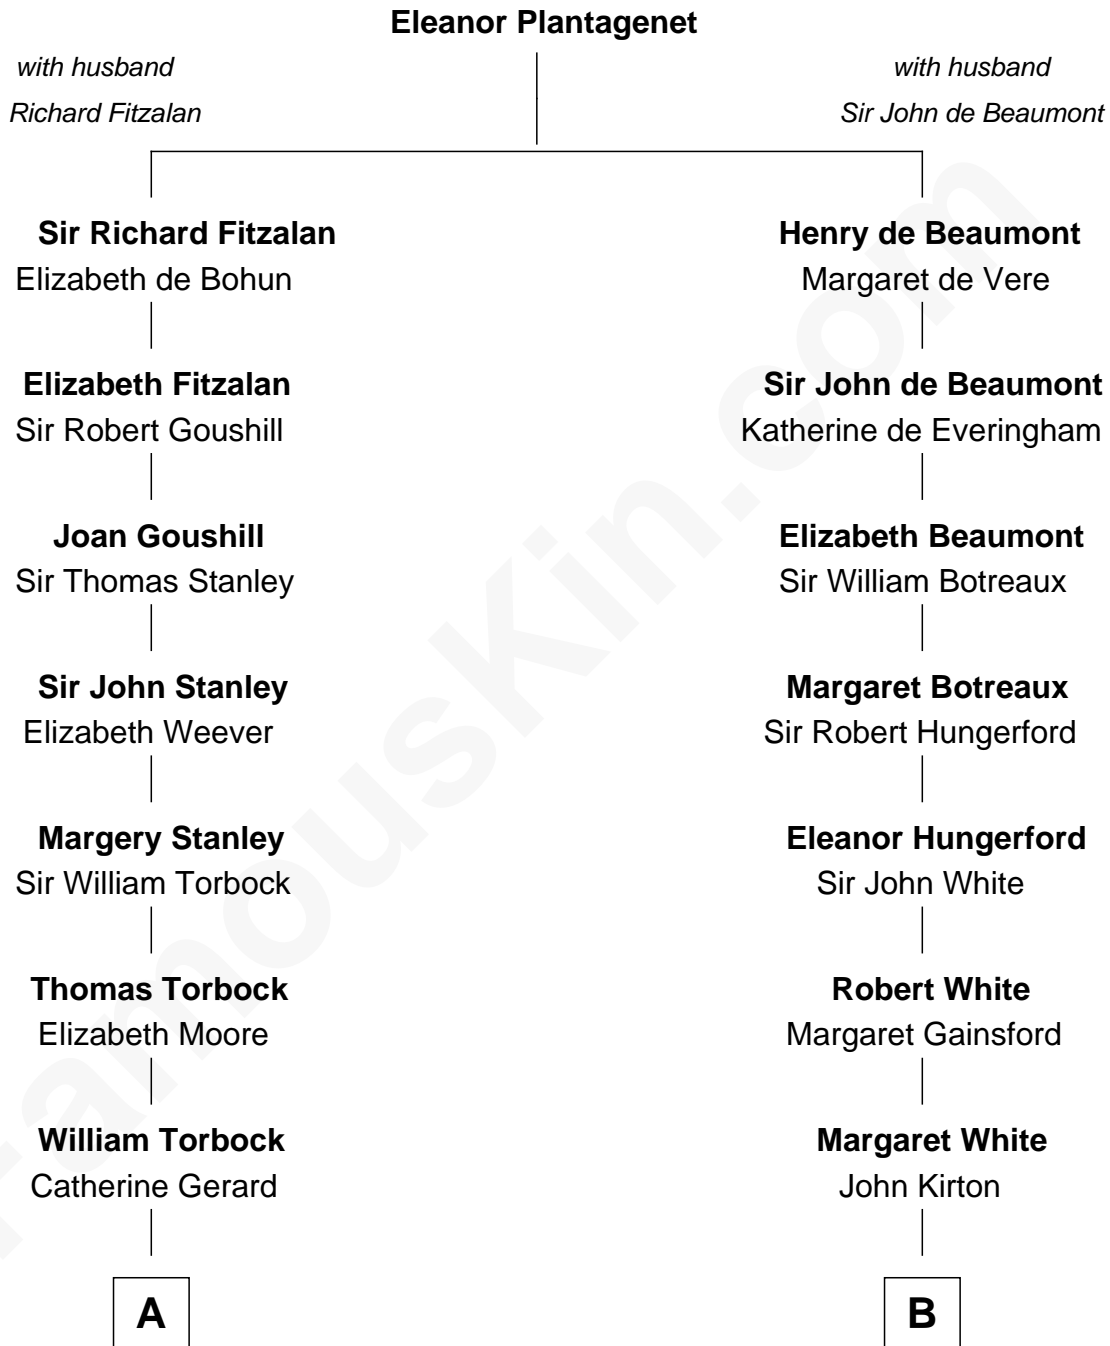 Eleanor Plantagenet
with husband
Richard Fitzalan
with husband
Sir John de Beaumont
Sir Richard Fitzalan
Elizabeth de Bohun
Henry de Beaumont
Margaret de Vere
Elizabeth Fitzalan
Sir Robert Goushill
Sir John de Beaumont
Katherine de Everingham
Joan Goushill
Sir Thomas Stanley
Elizabeth Beaumont
Sir William Botreaux
Sir John Stanley
Elizabeth Weever
Margaret Botreaux
Sir Robert Hungerford
Margery Stanley
Sir William Torbock
Eleanor Hungerford
Sir John White
Thomas Torbock
Elizabeth Moore
Robert White
Margaret Gainsford
William Torbock
Catherine Gerard
Margaret White
John Kirton
A
B
FamousKin.com